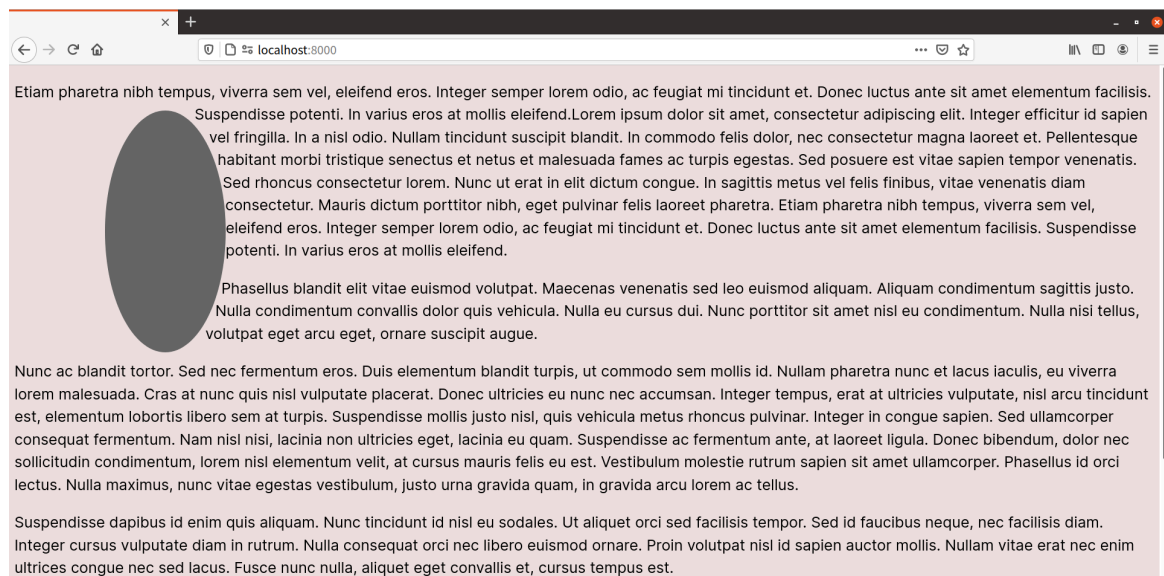 localhost:8000
Etiam pharetra nibh tempus, viverra sem vel, eleifend eros. Integer semper lorem odio, ac feugiat mi tincidunt et. Donec luctus ante sit amet elementum facilisis.
Suspendisse potenti. In varius eros at mollis eleifend.Lorem ipsum dolor sit amet, consectetur adipiscing elit. Integer efficitur id sapien
vel fringilla. In a nisl odio. Nullam tincidunt suscipit blandit. In commodo felis dolor, nec consectetur magna laoreet et. Pellentesque
habitant morbi tristique senectus et netus et malesuada fames ac turpis egestas. Sed posuere est vitae sapien tempor venenatis.
Sed rhoncus consectetur lorem. Nunc ut erat in elit dictum congue. In sagittis metus vel felis finibus, vitae venenatis diam
consectetur. Mauris dictum porttitor nibh, eget pulvinar felis laoreet pharetra. Etiam pharetra nibh tempus, viverra sem vel,
eleifend eros. Integer semper lorem odio, ac feugiat mi tincidunt et. Donec luctus ante sit amet elementum facilisis. Suspendisse
potenti. In varius eros at mollis eleifend.
Phasellus blandit elit vitae euismod volutpat. Maecenas venenatis sed leo euismod aliquam. Aliquam condimentum sagittis justo.
Nulla condimentum convallis dolor quis vehicula. Nulla eu cursus dui. Nunc porttitor sit amet nisl eu condimentum. Nulla nisi tellus,
volutpat eget arcu eget, ornare suscipit augue.
Nunc ac blandit tortor. Sed nec fermentum eros. Duis elementum blandit turpis, ut commodo sem mollis id. Nullam pharetra nunc et lacus iaculis, eu viverra
lorem malesuada. Cras at nunc quis nisl vulputate placerat. Donec ultricies eu nunc nec accumsan. Integer tempus, erat at ultricies vulputate, nisl arcu tincidunt
est, elementum lobortis libero sem at turpis. Suspendisse mollis justo nisl, quis vehicula metus rhoncus pulvinar. Integer in congue sapien. Sed ullamcorper
consequat fermentum. Nam nisl nisi, lacinia non ultricies eget, lacinia eu quam. Suspendisse ac fermentum ante, at laoreet ligula. Donec bibendum, dolor nec
sollicitudin condimentum, lorem nisl elementum velit, at cursus mauris felis eu est. Vestibulum molestie rutrum sapien sit amet ullamcorper. Phasellus id orci
lectus. Nulla maximus, nunc vitae egestas vestibulum, justo urna gravida quam, in gravida arcu lorem ac tellus.
Suspendisse dapibus id enim quis aliquam. Nunc tincidunt id nisl eu sodales. Ut aliquet orci sed facilisis tempor. Sed id faucibus neque, nec facilisis diam.
Integer cursus vulputate diam in rutrum. Nulla consequat orci nec libero euismod ornare. Proin volutpat nisl id sapien auctor mollis. Nullam vitae erat nec enim
ultrices congue nec sed lacus. Fusce nunc nulla, aliquet eget convallis et, cursus tempus est.